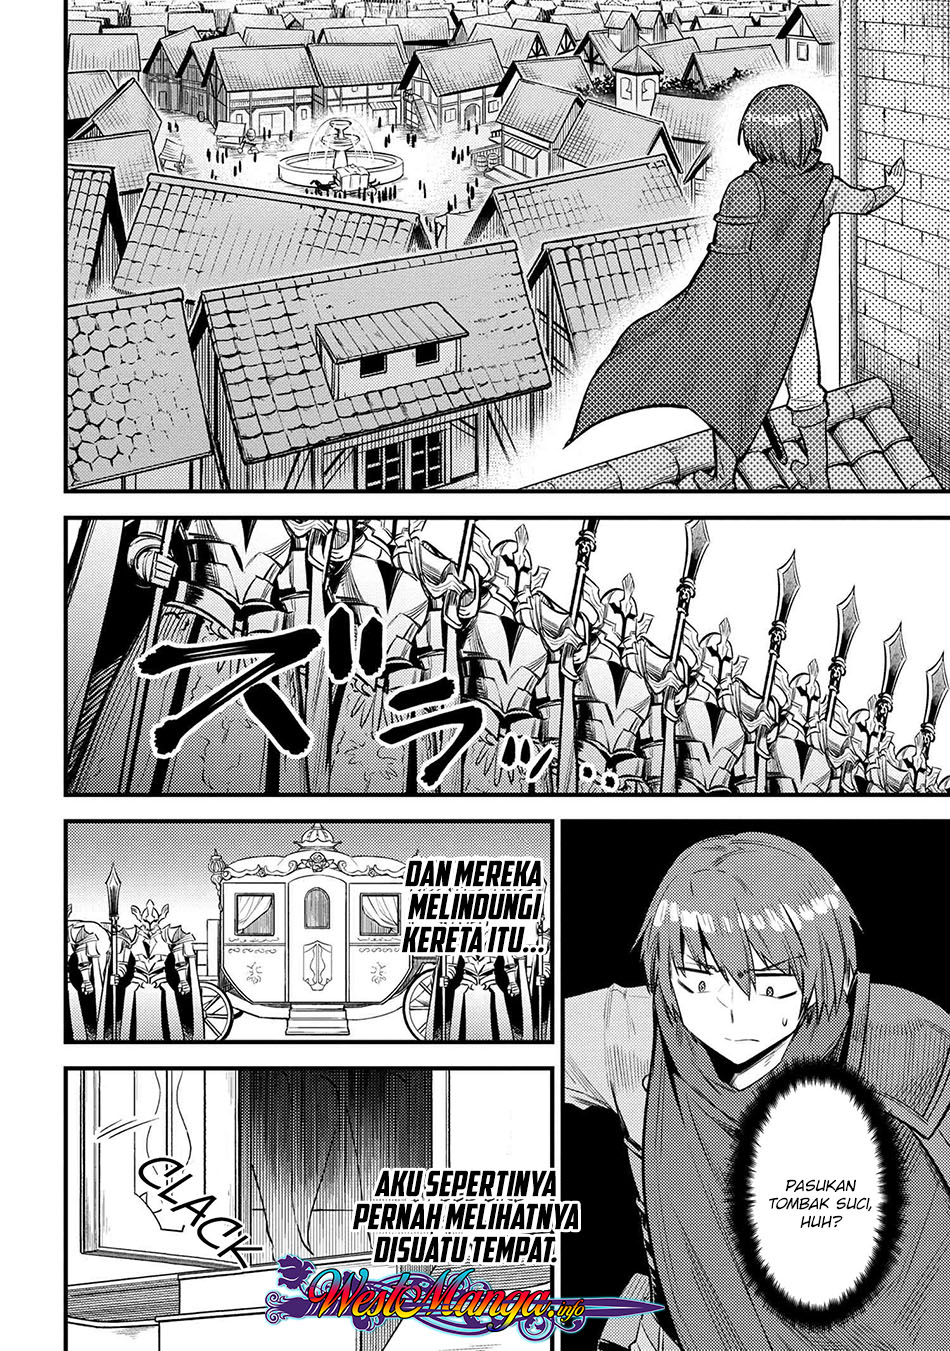 ズラッ…
PASUKAN
TOMBAK SUCI,
HUH?
DAN MEREKA
MELINDUNGI
KERETA ITU...
CLACK
AKU SEPERTINYA
PERNAH MELIHATNYA
DISUATU TEMPAT.
WestManga.info